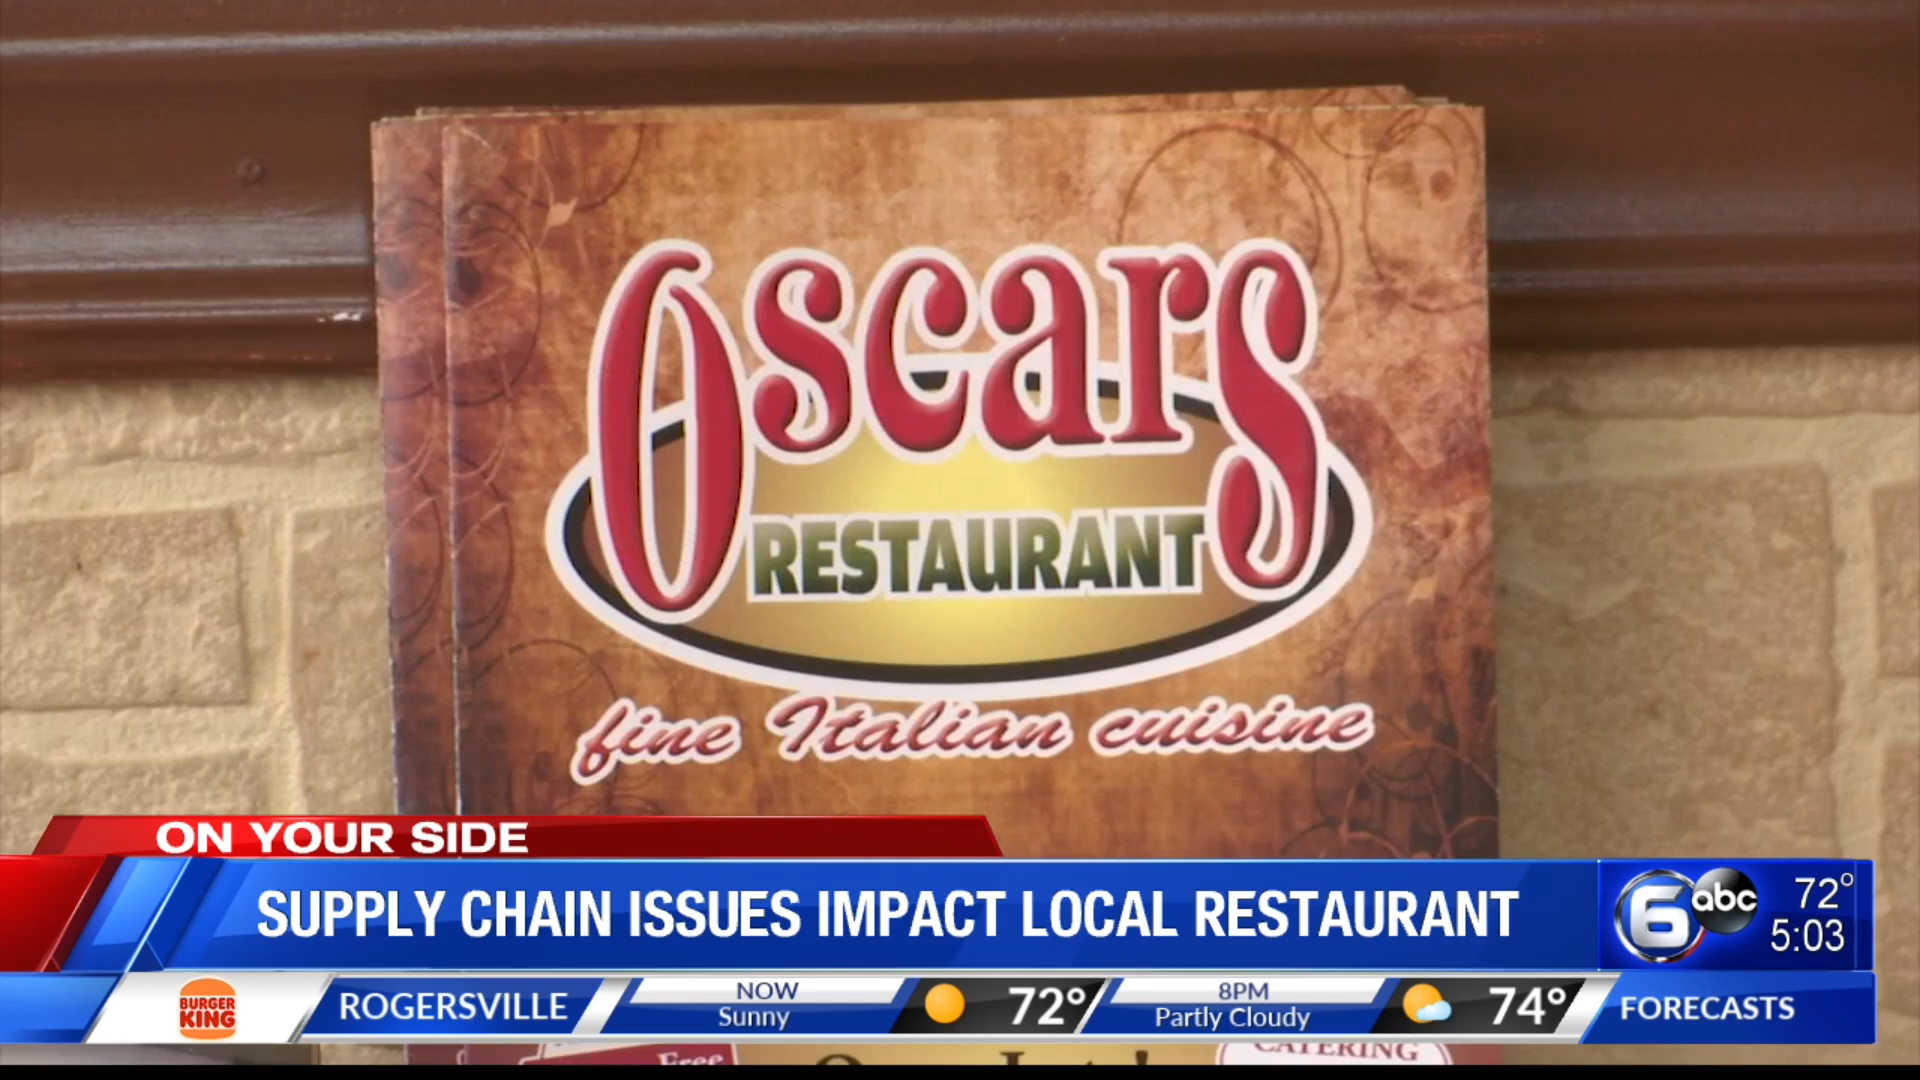 Oscars
RESTAURANT
fine Italian cuisine
ON YOUR SIDE
SUPPLY CHAIN ISSUES IMPACT LOCAL RESTAURANT
6 abc
72°
5:03
BURGER
KING
ROGERSVILLE
NOW
Sunny
72°
8PM
Partly Cloudy
74°
FORECASTS
Free
CATERING